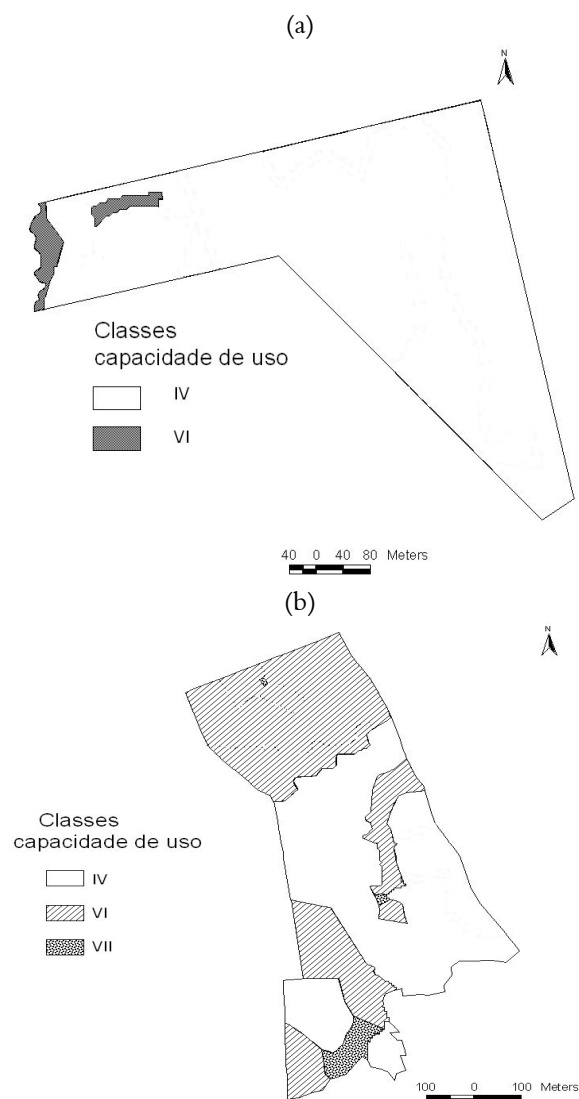 (a)
N
Classes
capacidade de uso
IV
VI
40 0 40 80 Meters
(b)
N
Classes
capacidade de uso
IV
VI
VII
100 0 100 Meters